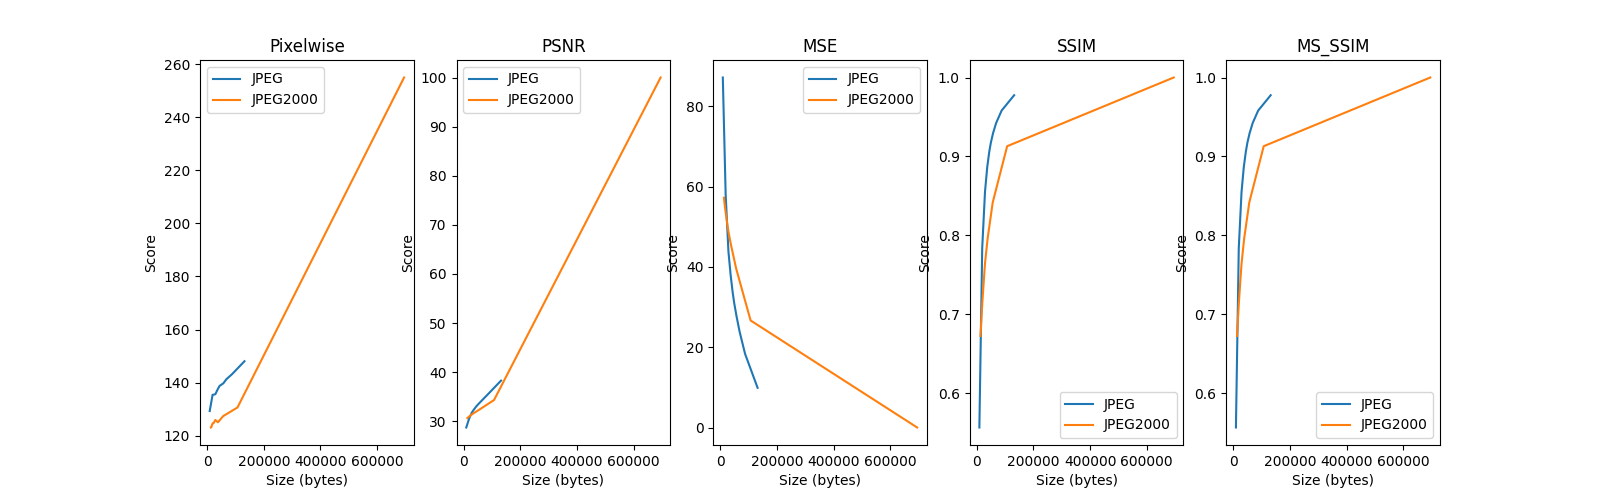 Pixelwise
JPEG
JPEG2000
260
240
220
200
180
160
140
120
Score
0 200000 400000 600000
Size (bytes)
PSNR
JPEG
JPEG2000
100
90
80
70
60
50
40
30
Score
0 200000 400000 600000
Size (bytes)
MSE
JPEG
JPEG2000
80
60
40
20
0
Score
0 200000 400000 600000
Size (bytes)
SSIM
1.0
0.9
0.8
0.7
0.6
Score
JPEG
JPEG2000
0 200000 400000 600000
Size (bytes)
MS_SSIM
1.0
0.9
0.8
0.7
0.6
Score
JPEG
JPEG2000
0 200000 400000 600000
Size (bytes)